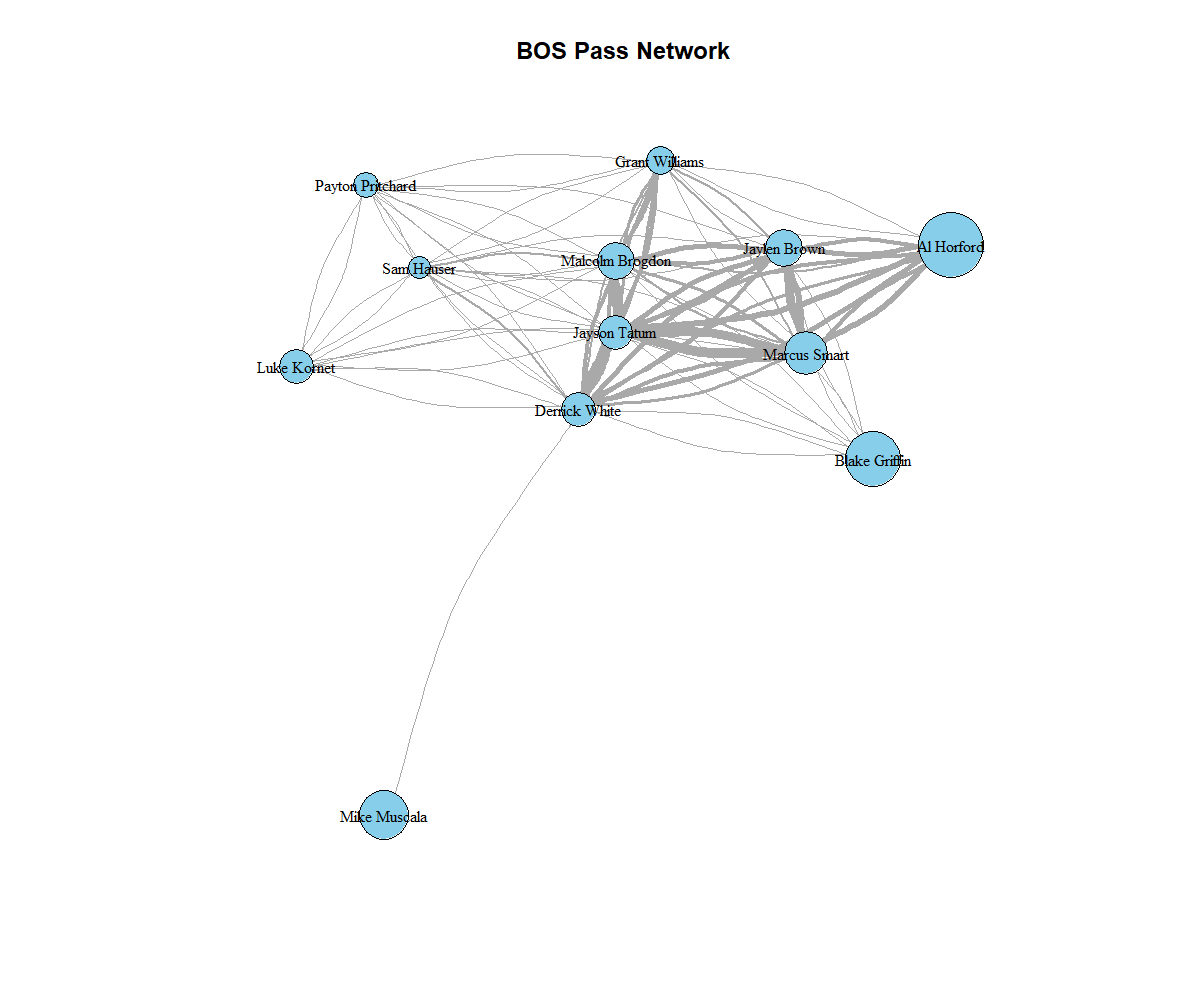 BOS Pass Network
Grant Williams
Payton Pritchard
Al Horford
Jaylen Brown
Malcolm Brogdon
Sam Hauser
Jayson Tatum
Marcus Smart
Luke Kornet
Derrick White
Blake Griffin
Mike Muscala